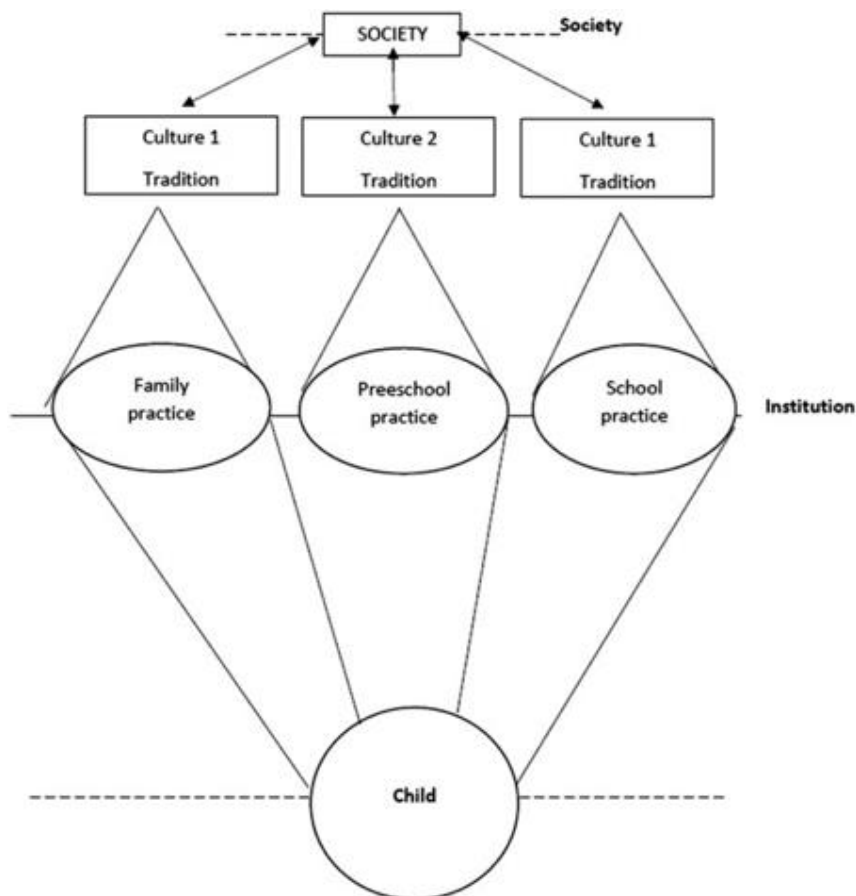 SOCIETY
Society
Culture 1
Tradition
Culture 2
Tradition
Culture 1
Tradition
Family
practice
Preeschool
practice
School
practice
Institution
Child